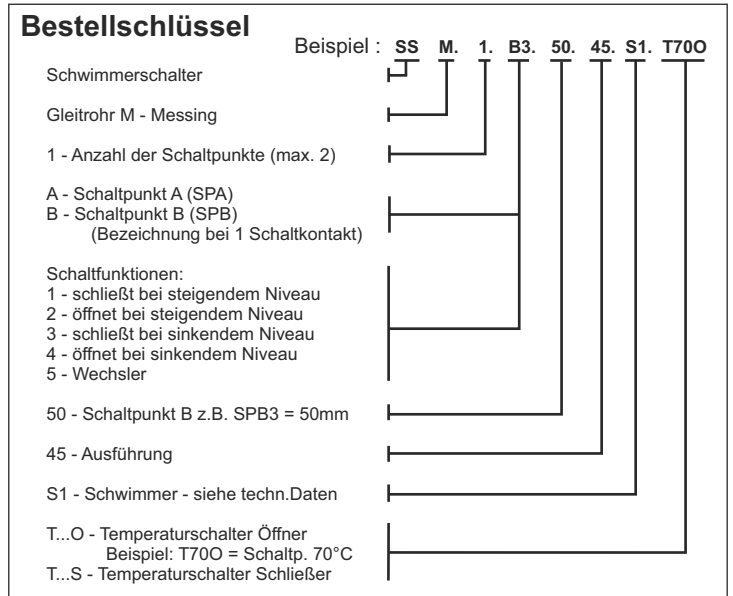 Bestellschlüssel
Beispiel : SS M. 1. B3. 50. 45. S1. T70O
Schwimmerschalter
Gleitrohr M - Messing
1 - Anzahl der Schaltpunkte (max. 2)
A - Schaltpunkt A (SPA)
B - Schaltpunkt B (SPB)
(Bezeichnung bei 1 Schaltkontakt)
Schaltfunktionen:
1 - schließt bei steigendem Niveau
2 - öffnet bei steigendem Niveau
3 - schließt bei sinkendem Niveau
4 - öffnet bei sinkendem Niveau
5 - Wechsler
50 - Schaltpunkt B z.B. SPB3 = 50mm
45 - Ausführung
S1 - Schwimmer - siehe techn.Daten
T...O - Temperaturschalter Öffner
Beispiel: T70O = Schaltp. 70°C
T...S - Temperaturschalter Schließer